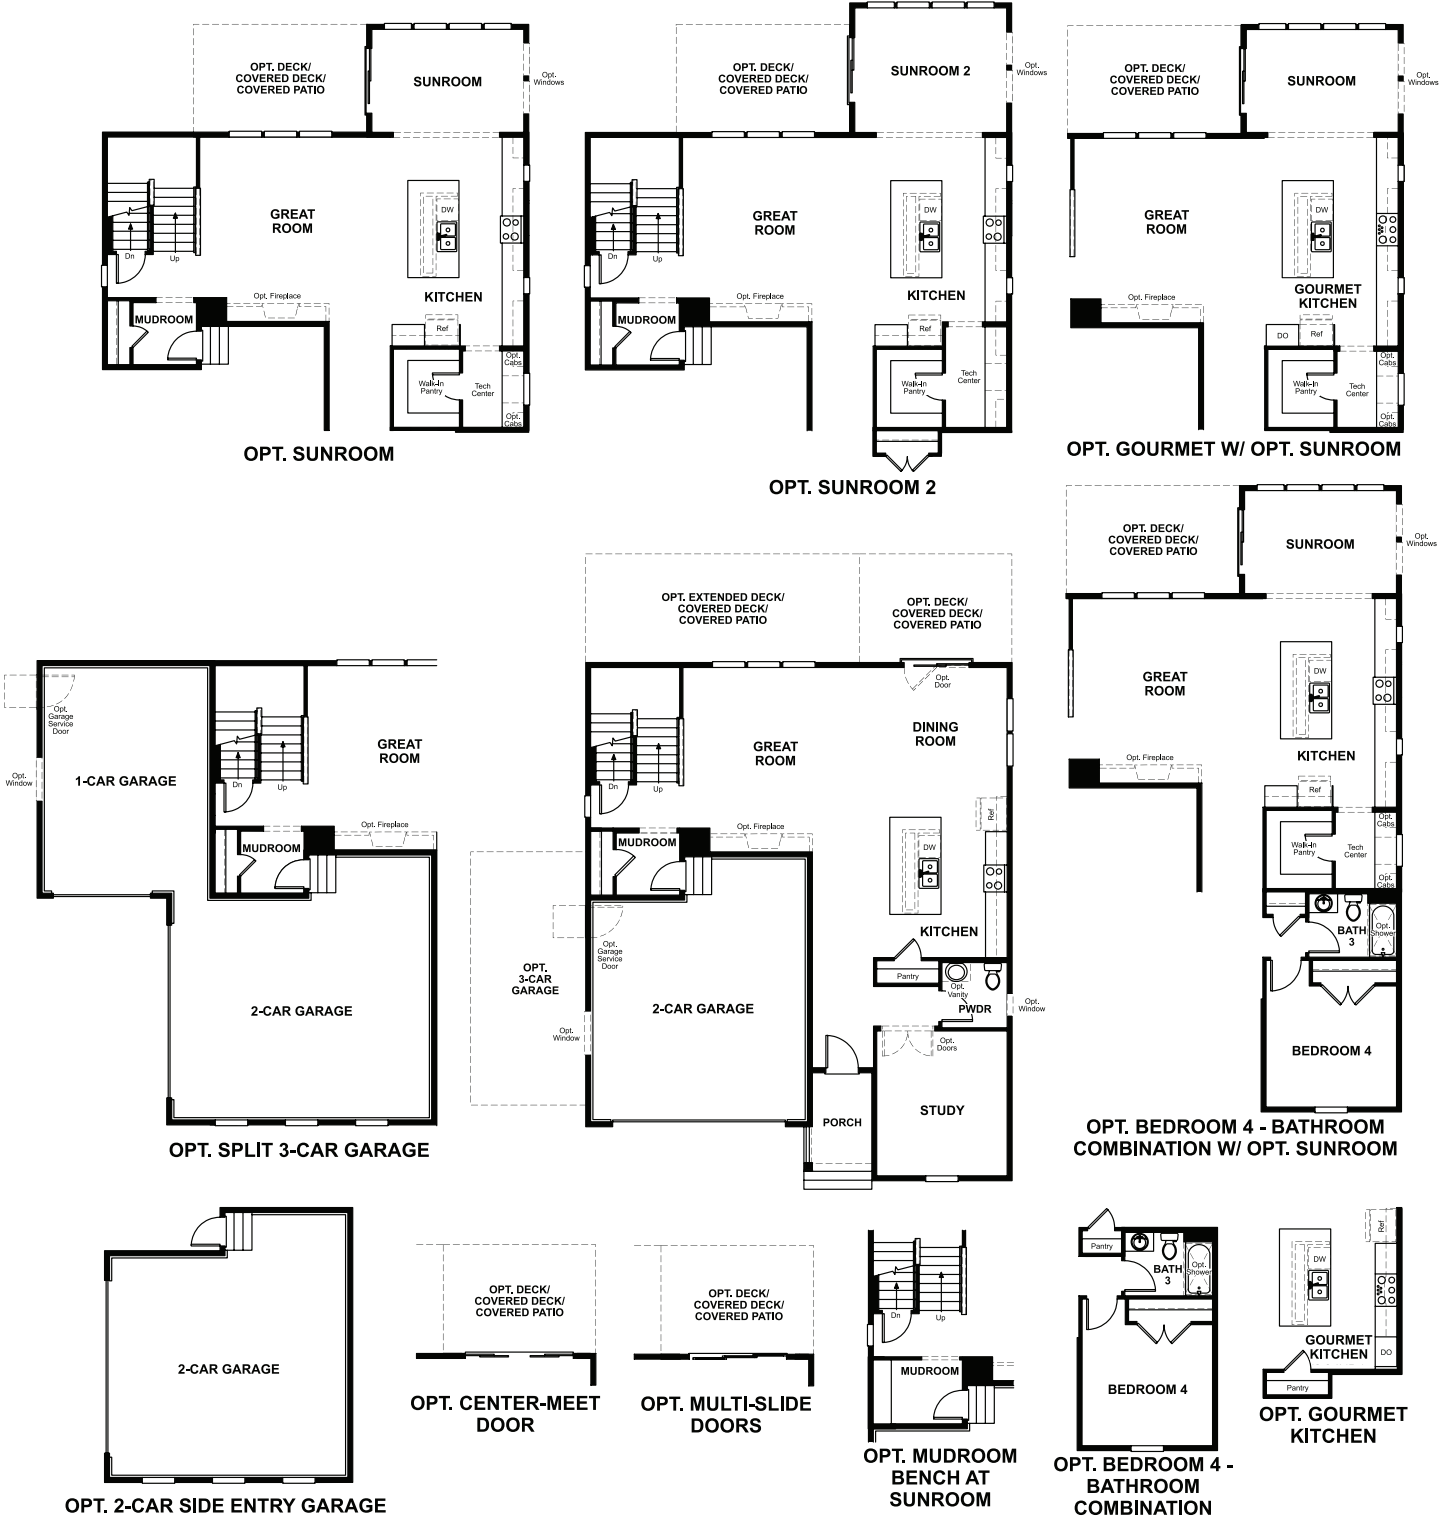 OPT. DECK/
COVERED DECK/
COVERED PATIO
SUNROOM
Opt.
Windows
GREAT
ROOM
DW
Dn
Up
Opt. Fireplace
KITCHEN
MUDROOM
Ref
Opt.
Cabs
Walk-In
Pantry
Tech
Center
Opt.
Cabs
OPT. SUNROOM
OPT. DECK/
COVERED DECK/
COVERED PATIO
SUNROOM 2
Opt.
Windows
GREAT
ROOM
DW
Dn
Up
Opt. Fireplace
KITCHEN
MUDROOM
Ref
Walk-In
Pantry
Tech
Center
OPT. SUNROOM 2
OPT. DECK/
COVERED DECK/
COVERED PATIO
SUNROOM
Opt.
Windows
GREAT
ROOM
DW
Opt. Fireplace
GOURMET
KITCHEN
DO
Ref
Opt.
Cabs
Walk-In
Pantry
Tech
Center
Opt.
Cabs
OPT. GOURMET W/ OPT. SUNROOM
Opt.
Garage
Service
Door
1-CAR GARAGE
Opt.
Window
GREAT
ROOM
Dn
Up
Opt. Fireplace
MUDROOM
2-CAR GARAGE
OPT. SPLIT 3-CAR GARAGE
OPT. EXTENDED DECK/
COVERED DECK/
COVERED PATIO
OPT. DECK/
COVERED DECK/
COVERED PATIO
Opt.
Door
DINING
ROOM
GREAT
ROOM
Dn
Up
Opt. Fireplace
Ref
MUDROOM
DW
KITCHEN
Opt.
Garage
Service
Door
OPT.
3-CAR
GARAGE
Pantry
Opt.
Vanity
PWDR
Opt.
Window
2-CAR GARAGE
Opt.
Window
Opt.
Doors
STUDY
PORCH
OPT. DECK/
COVERED DECK/
COVERED PATIO
SUNROOM
Opt.
Windows
GREAT
ROOM
DW
Opt. Fireplace
KITCHEN
Ref
Opt.
Cabs
Walk-In
Pantry
Tech
Center
Opt.
Cabs
BATH
3
Opt.
Shower
BEDROOM 4
OPT. BEDROOM 4 - BATHROOM
COMBINATION W/ OPT. SUNROOM
2-CAR GARAGE
OPT. 2-CAR SIDE ENTRY GARAGE
OPT. DECK/
COVERED DECK/
COVERED PATIO
OPT. CENTER-MEET
DOOR
OPT. DECK/
COVERED DECK/
COVERED PATIO
OPT. MULTI-SLIDE
DOORS
Dn
Up
MUDROOM
OPT. MUDROOM
BENCH AT
SUNROOM
Pantry
BATH
3
Opt.
Shower
BEDROOM 4
OPT. BEDROOM 4 -
BATHROOM
COMBINATION
Ref
DW
GOURMET
KITCHEN
DO
Pantry
OPT. GOURMET
KITCHEN